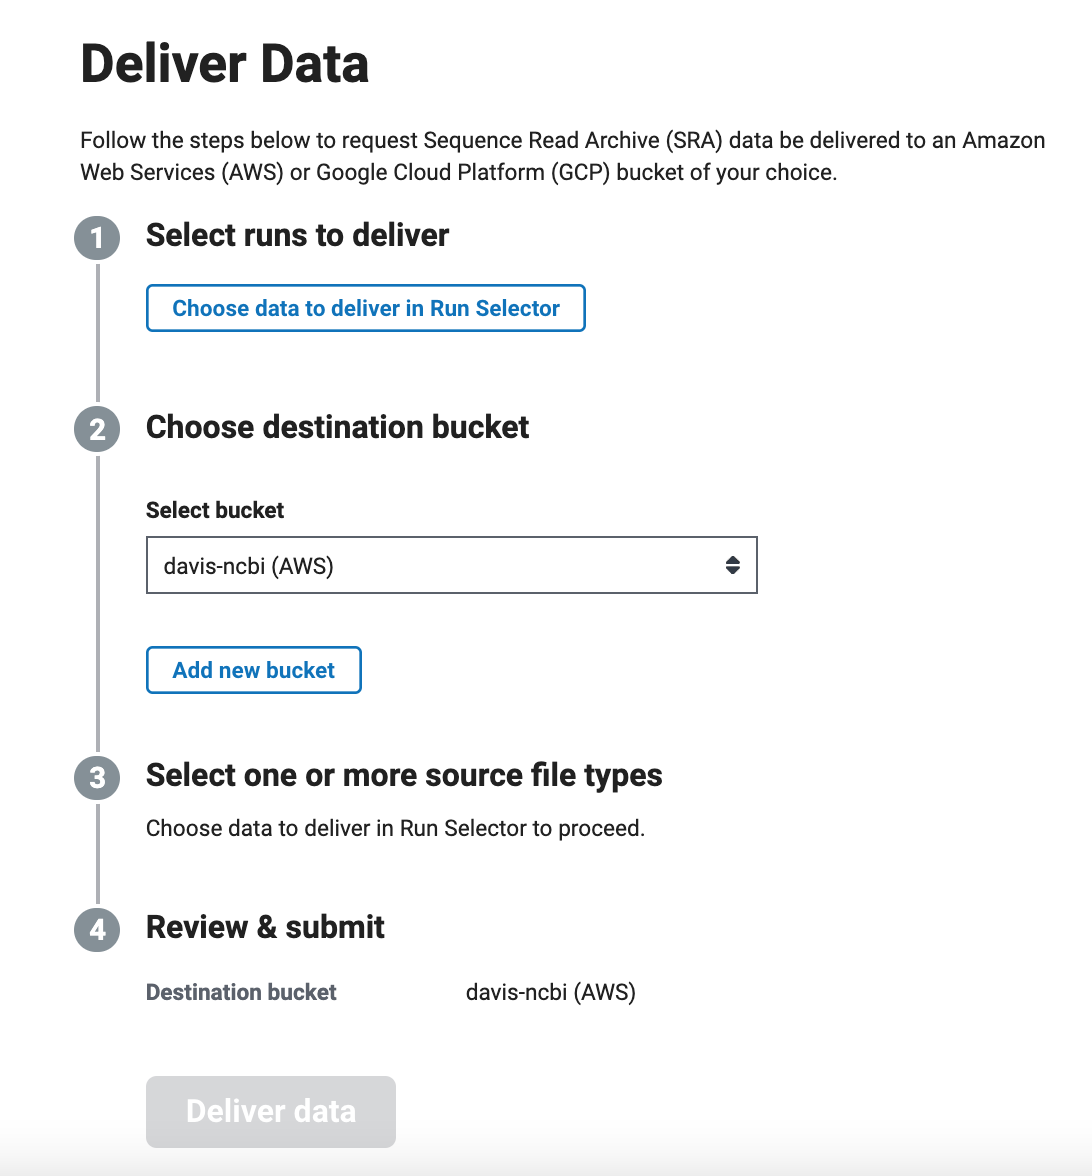 Deliver Data
Follow the steps below to request Sequence Read Archive (SRA) data be delivered to an Amazon
Web Services (AWS) or Google Cloud Platform (GCP) bucket of your choice.
1 Select runs to deliver
Choose data to deliver in Run Selector
2 Choose destination bucket
Select bucket
davis-ncbi (AWS)
Add new bucket
3 Select one or more source file types
Choose data to deliver in Run Selector to proceed.
4 Review & submit
Destination bucket davis-ncbi (AWS)
Deliver data